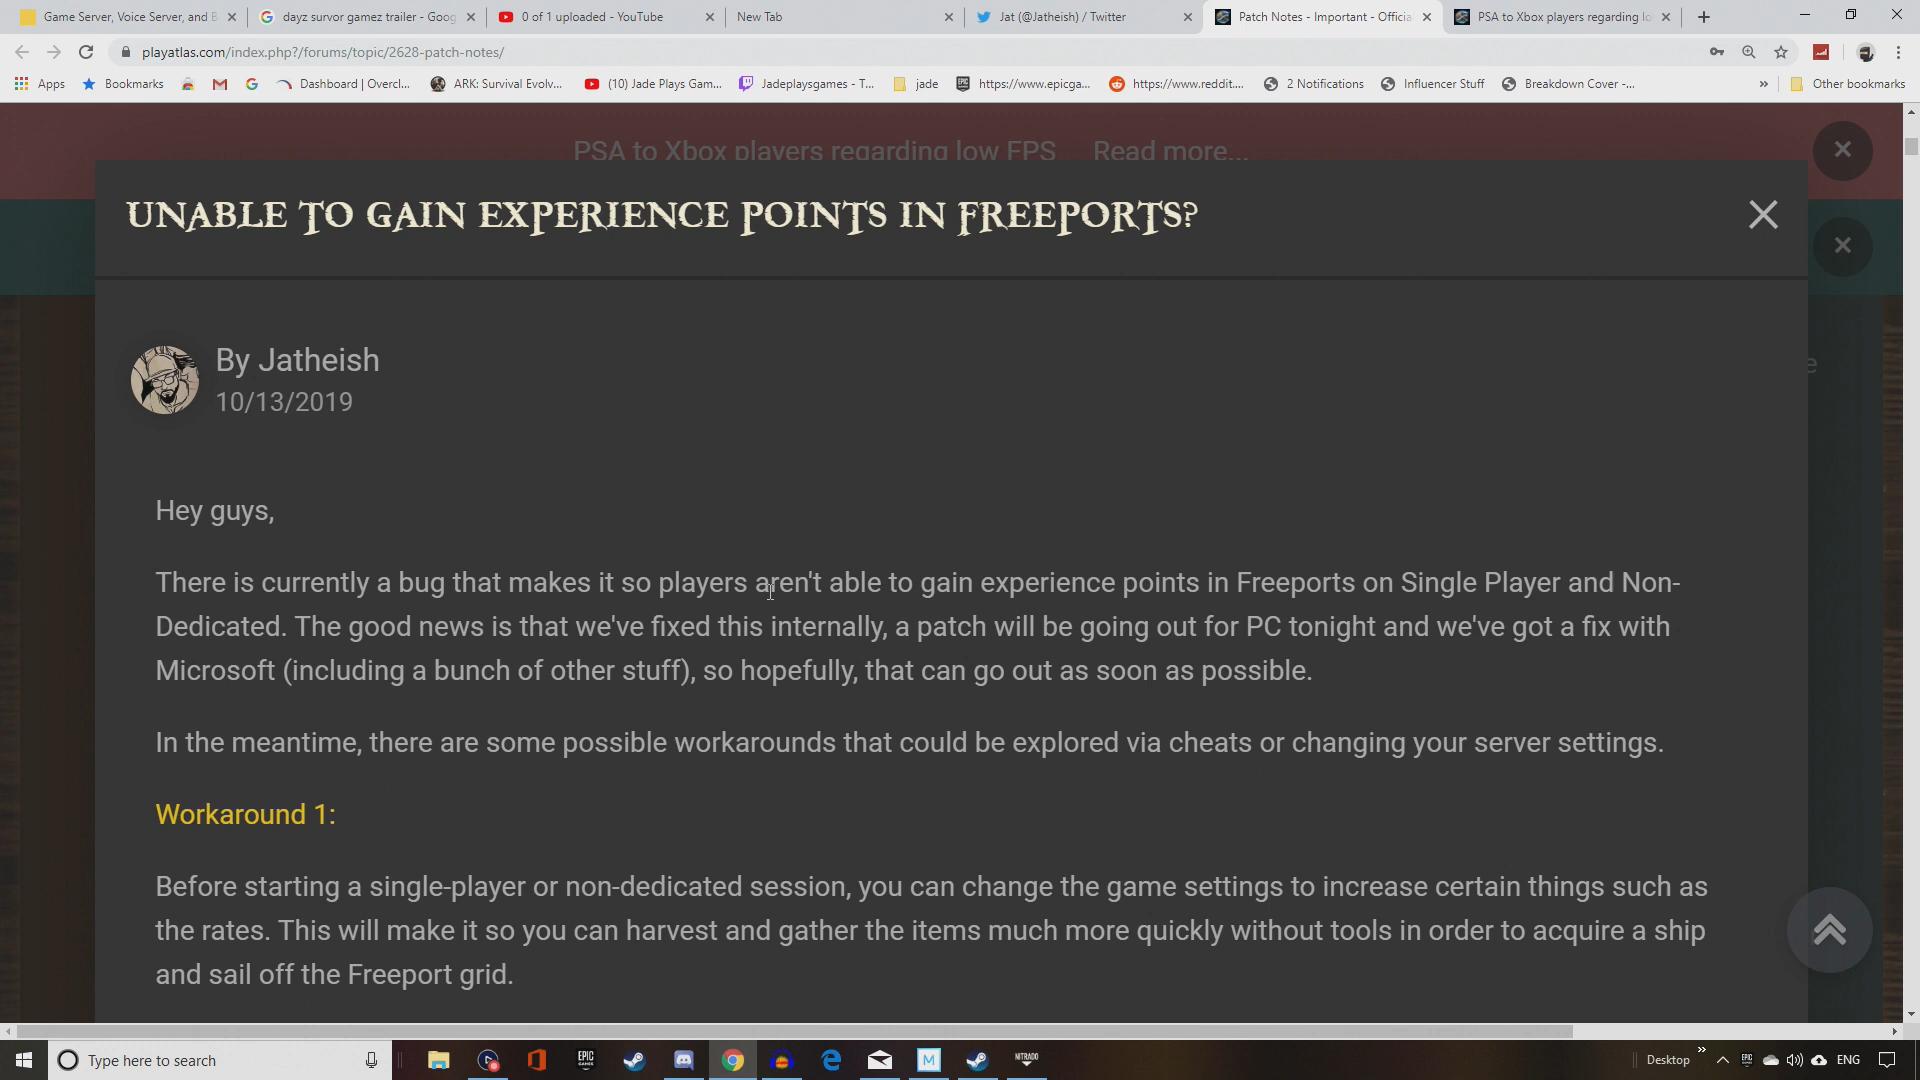 Game Server, Voice Server, and B
dayz survor gamez trailer - Goog
0 of 1 uploaded - YouTube
New Tab
Jat (@Jatheish) / Twitter
Patch Notes - Important - Officia
PSA to Xbox players regarding lo
playatlas.com/index.php?/forums/topic/2628-patch-notes/
Apps
Bookmarks
Dashboard | Overcl...
ARK: Survival Evolv...
(10) Jade Plays Gam...
Jadeplaysgames - T...
jade
https://www.epicga...
https://www.reddit....
2 Notifications
Influencer Stuff
Breakdown Cover -...
Other bookmarks
PSA to Xbox players regarding low FPS Read more...
UNABLE TO GAIN EXPERIENCE POINTS IN FREEPORTS?
By Jatheish
10/13/2019
Hey guys,
There is currently a bug that makes it so players aren't able to gain experience points in Freeports on Single Player and Non-
Dedicated. The good news is that we've fixed this internally, a patch will be going out for PC tonight and we've got a fix with
Microsoft (including a bunch of other stuff), so hopefully, that can go out as soon as possible.
In the meantime, there are some possible workarounds that could be explored via cheats or changing your server settings.
Workaround 1:
Before starting a single-player or non-dedicated session, you can change the game settings to increase certain things such as
the rates. This will make it so you can harvest and gather the items much more quickly without tools in order to acquire a ship
and sail off the Freeport grid.
Type here to search
EPIC GAMES
M
NITRADO
Desktop
ENG